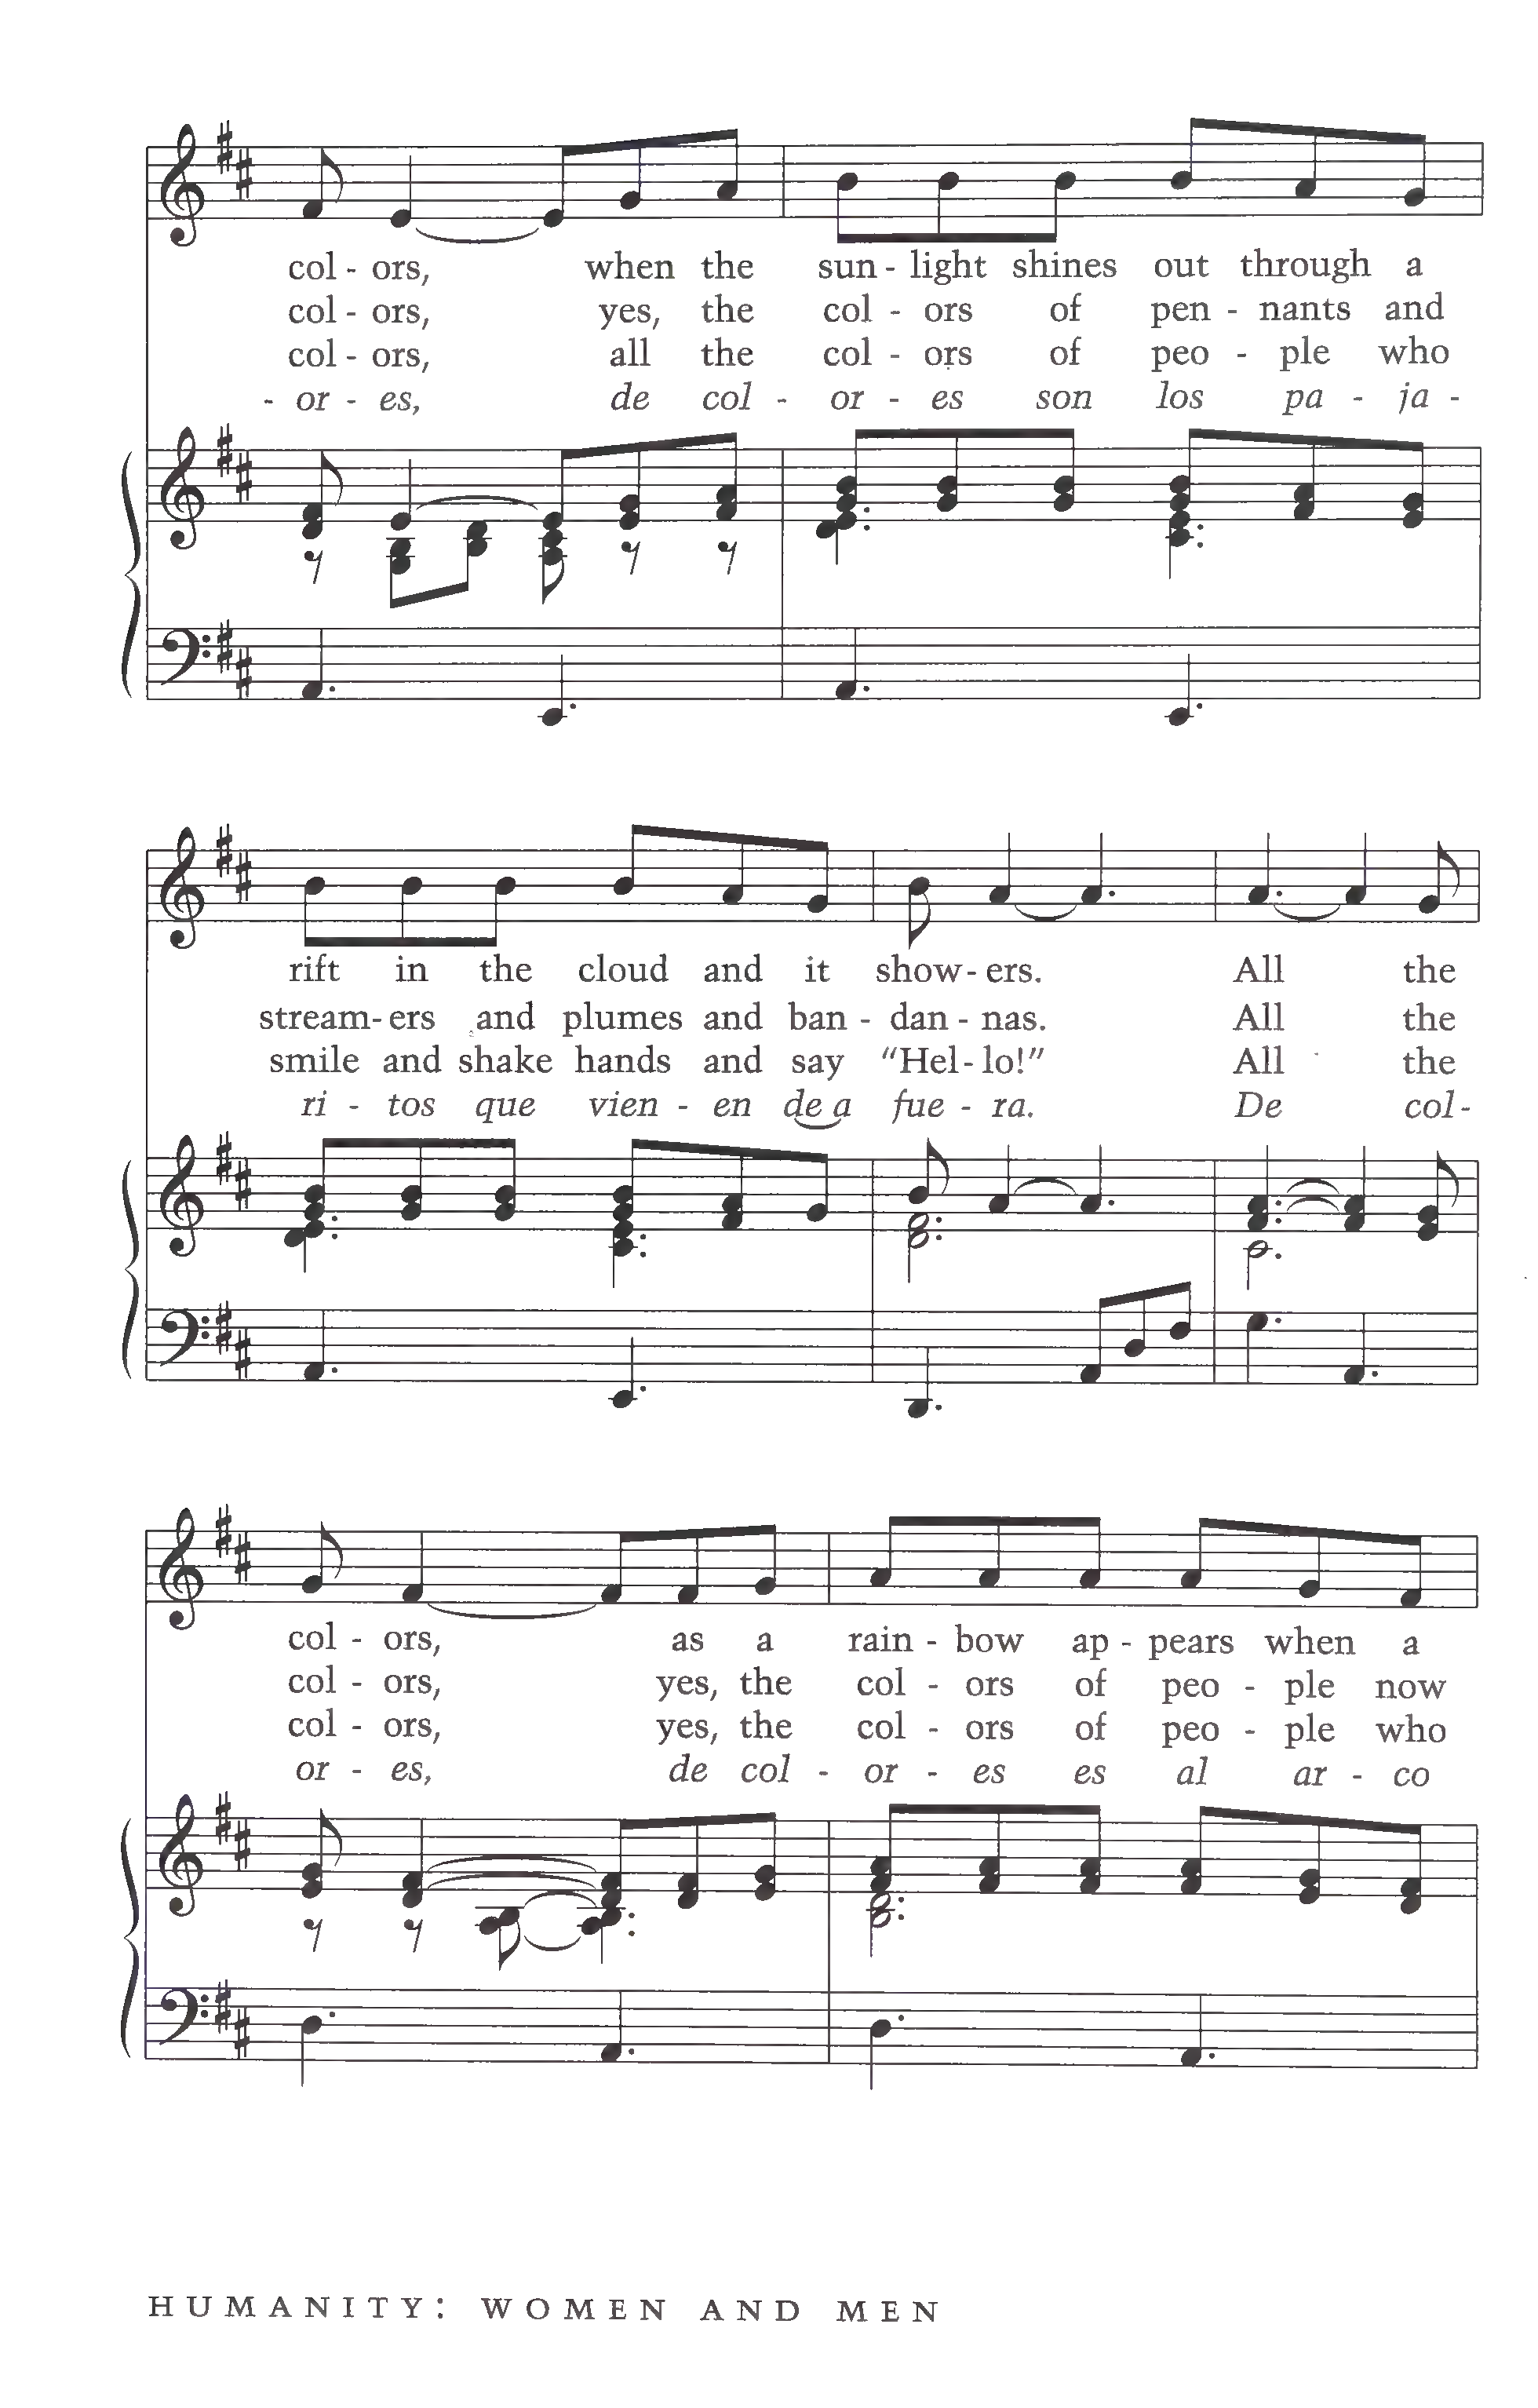 col - ors, when the sun - light shines out through a
col - ors, yes, the col - ors of pen - nants and
col - ors, all the col - ors of peo - ple who
- or - es, de col - or - es son los pa - ja -
rift in the cloud and it show - ers. All the
stream - ers and plumes and ban - dan - nas. All the
smile and shake hands and say "Hel - lo!" All the
ri - tos que vien - en de a fue - ra. De col -
col - ors, as a rain - bow ap - pears when a
col - ors, yes, the col - ors of peo - ple now
col - ors, yes, the col - ors of peo - ple who
or - es, de col - or - es es al ar - co
HUMANITY: WOMEN AND MEN